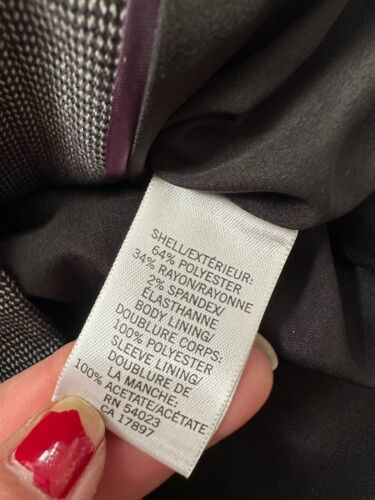 SHELL/EXTÉRIEUR:
64% POLYESTER
34% RAYON/RAYONNE
2% SPANDEX/
ÉLASTHANNE
BODY LINING/
DOUBLURE CORPS:
100% POLYESTER
SLEEVE LINING/
DOUBLURE DE
LA MANCHE:
100% ACETATE/ACÉTATE
RN 54023
CA 17897